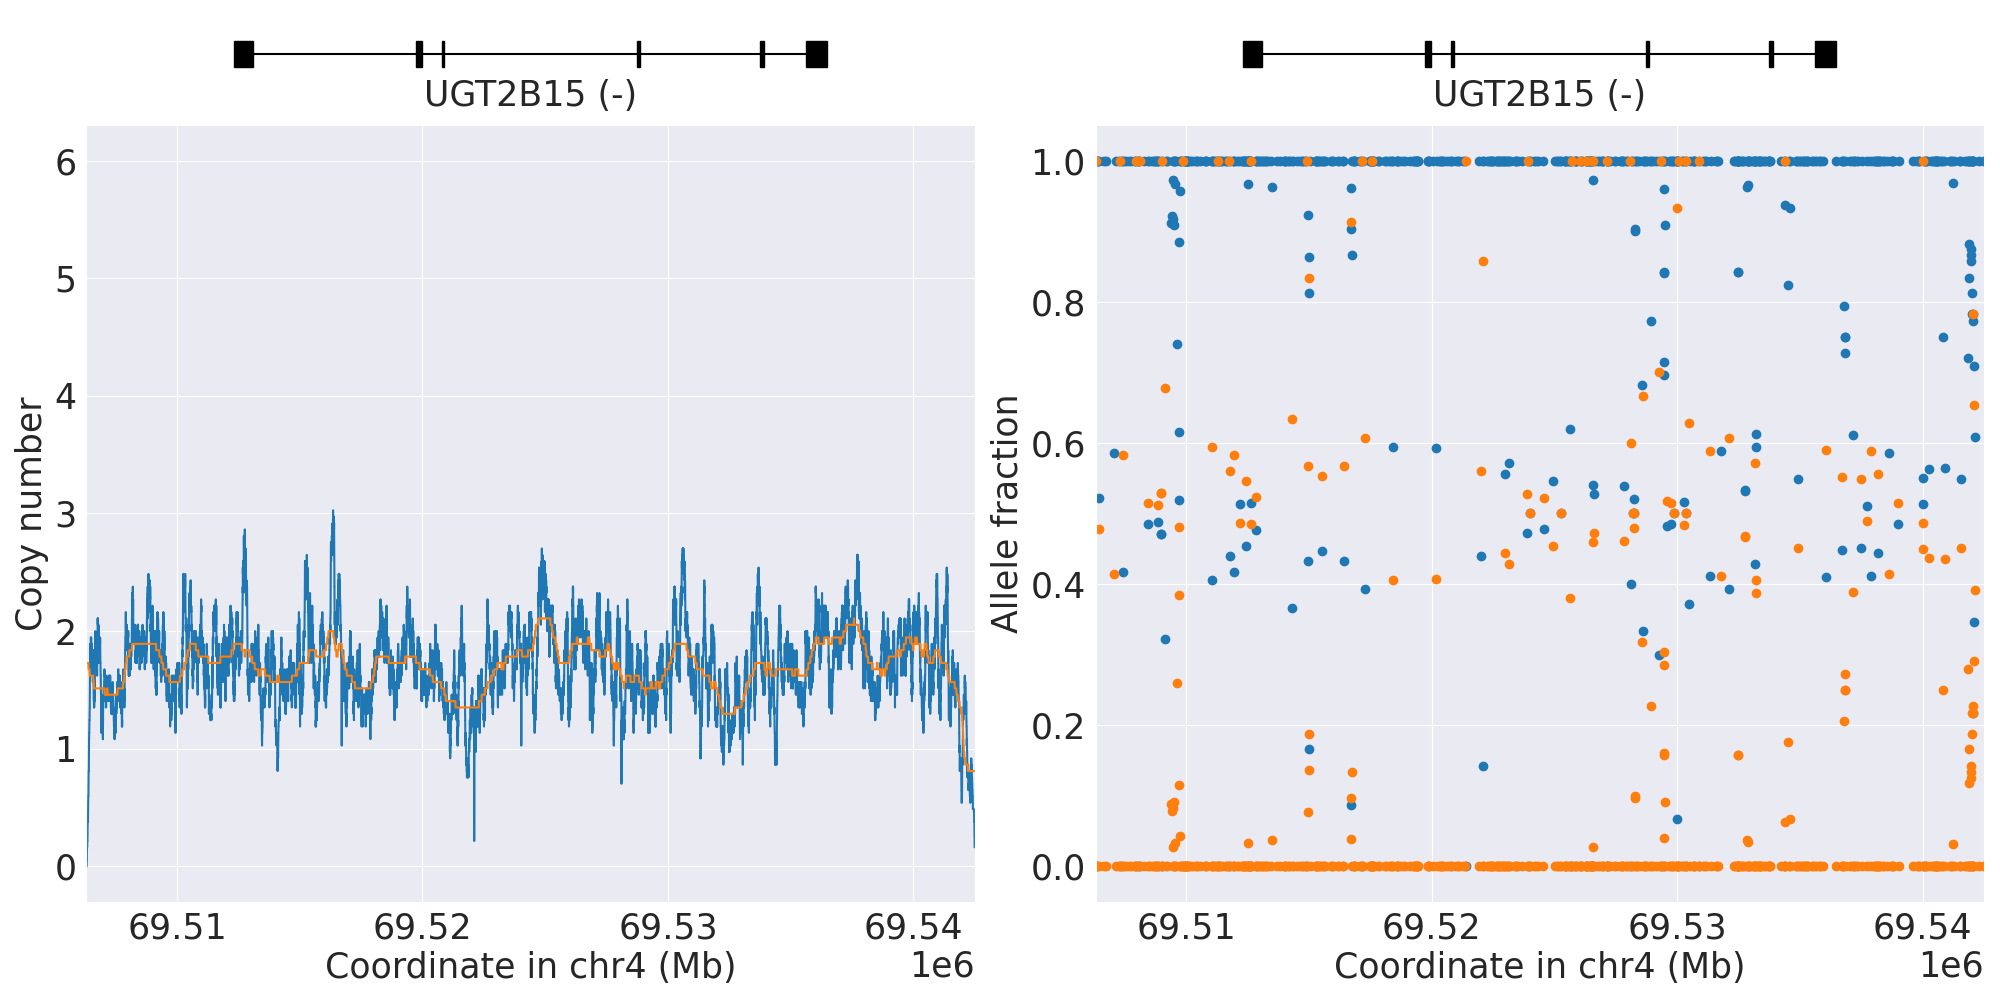 UGT2B15 (-)
6
5
4
3
2
1
0
Copy number
69.51 69.52 69.53 69.54
Coordinate in chr4 (Mb)
1e6
UGT2B15 (-)
1.0
0.8
0.6
0.4
0.2
0.0
Allele fraction
69.51 69.52 69.53 69.54
Coordinate in chr4 (Mb)
1e6